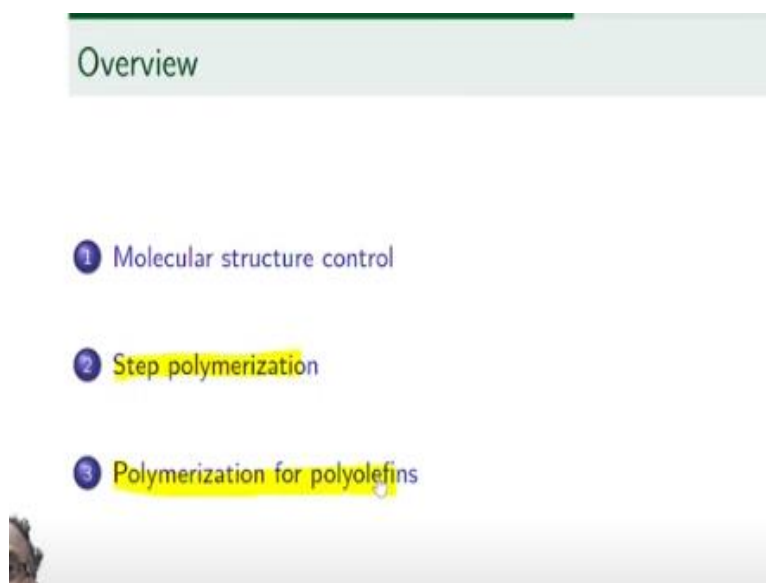 Overview
1 Molecular structure control
2 Step polymerization
3 Polymerization for polyolefins